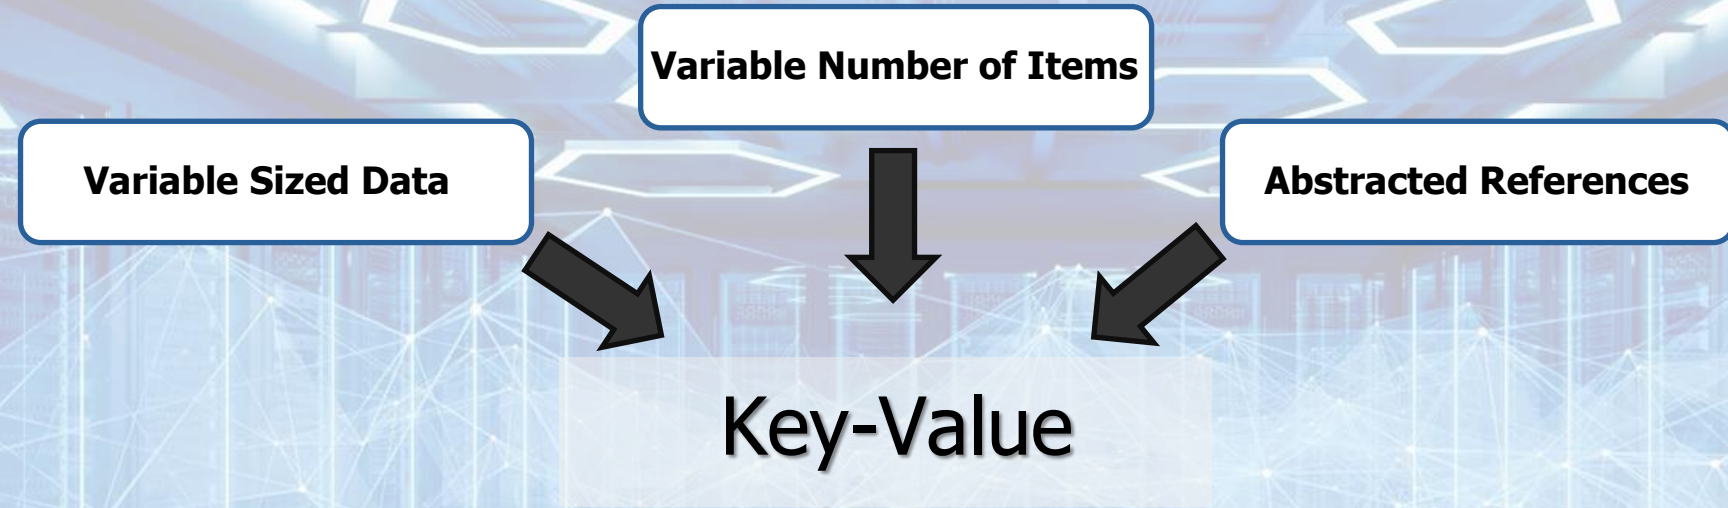 Variable Number of Items
Variable Sized Data
Abstracted References
Key-Value